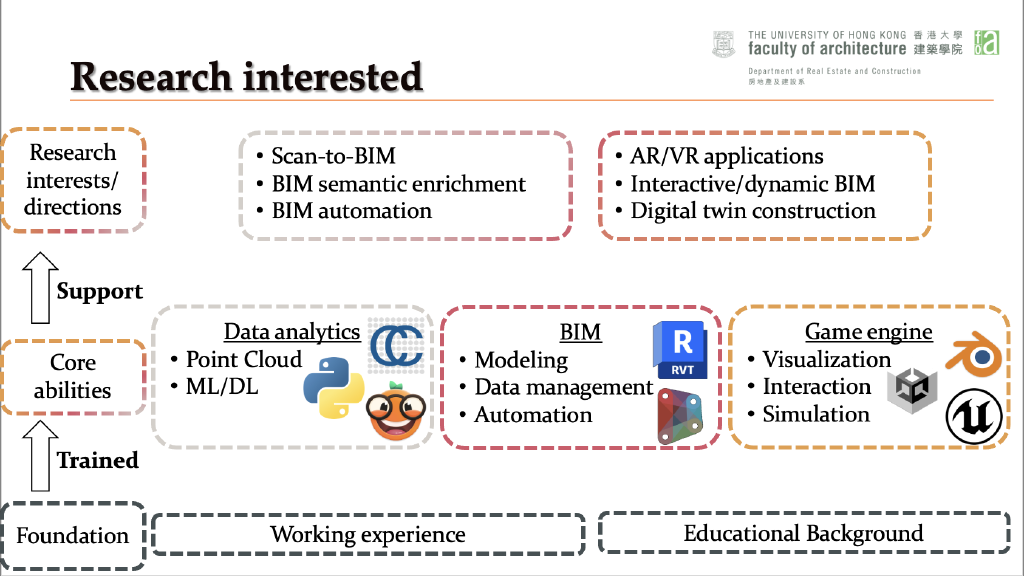 THE UNIVERSITY OF HONG KONG 香港大學
faculty of architecture 建築學院
Department of Real Estate and Construction
房地產及建設系
Research interested
Research interests/ directions
• Scan-to-BIM
• BIM semantic enrichment
• BIM automation
• AR/VR applications
• Interactive/dynamic BIM
• Digital twin construction
Support
Core abilities
Data analytics
• Point Cloud
• ML/DL
CC
BIM
• Modeling
• Data management
• Automation
R
RVT
Game engine
• Visualization
• Interaction
• Simulation
Trained
Foundation
Working experience
Educational Background